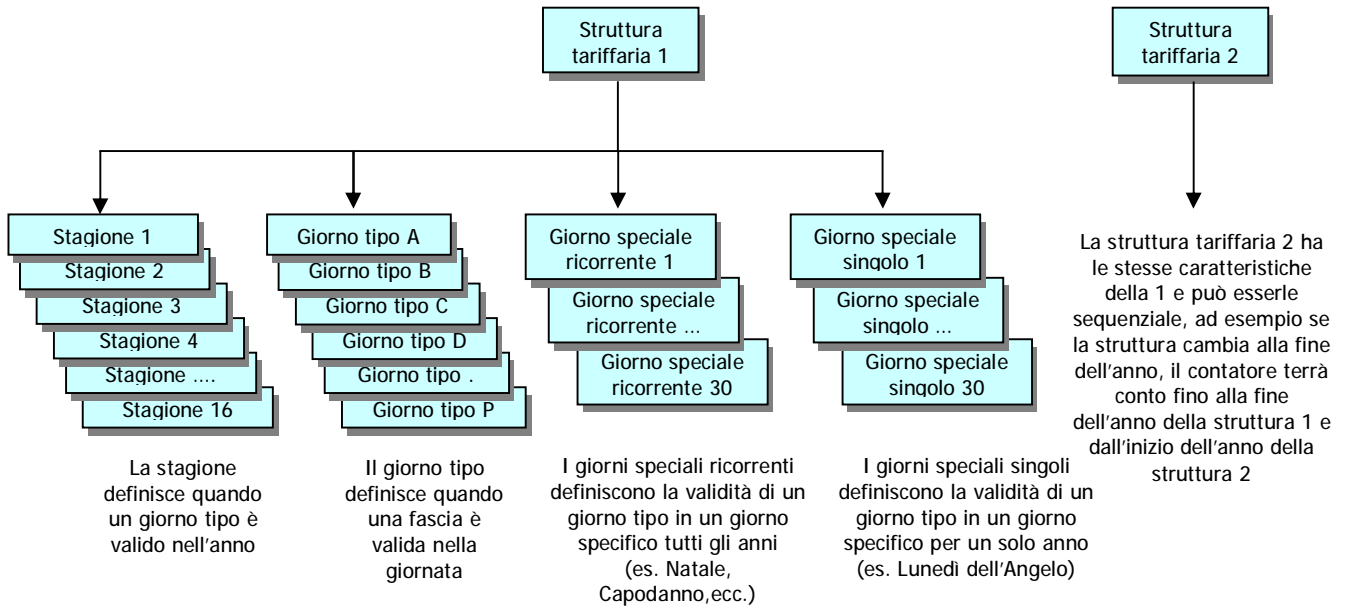 Struttura
tariffaria 1
Struttura
tariffaria 2
Stagione 1
Stagione 2
Stagione 3
Stagione 4
Stagione ....
Stagione 16
Giorno tipo A
Giorno tipo B
Giorno tipo C
Giorno tipo D
Giorno tipo .
Giorno tipo P
Giorno speciale
ricorrente 1
Giorno speciale
ricorrente ...
Giorno speciale
ricorrente 30
Giorno speciale
singolo 1
Giorno speciale
singolo ...
Giorno speciale
singolo 30
La struttura tariffaria 2 ha
le stesse caratteristiche
della 1 e può esserle
sequenziale, ad esempio se
la struttura cambia alla fine
dell'anno, il contatore terrà
conto fino alla fine
dell'anno della struttura 1 e
dall'inizio dell'anno della
struttura 2
La stagione
definisce quando
un giorno tipo è
valido nell'anno
Il giorno tipo
definisce quando
una fascia è
valida nella
giornata
I giorni speciali ricorrenti
definiscono la validità di un
giorno tipo in un giorno
specifico tutti gli anni
(es. Natale,
Capodanno,ecc.)
I giorni speciali singoli
definiscono la validità di un
giorno tipo in un giorno
specifico per un solo anno
(es. Lunedì dell'Angelo)